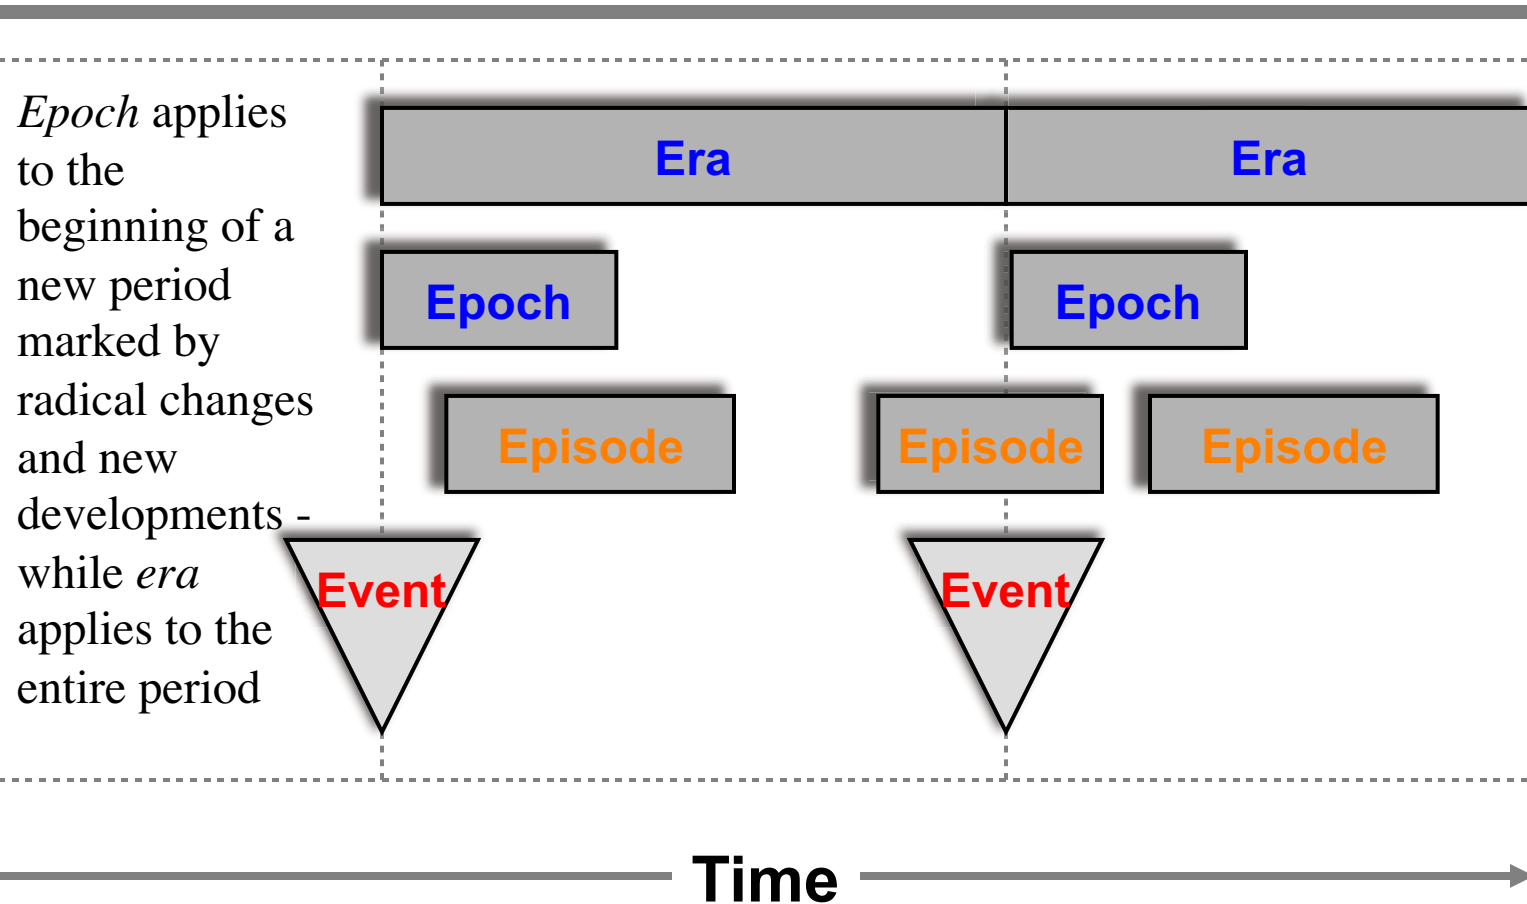 Epoch applies
to the
beginning of a
new period
marked by
radical changes
and new
developments -
while era
applies to the
entire period
Era Era
Epoch Epoch
Episode Episode Episode
Event Event
Time